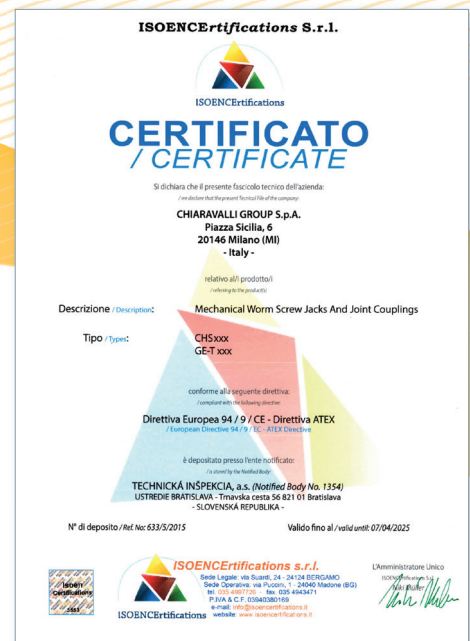 ISOENCErtifications S.r.l.
ISOENCErtifications
CERTIFICATO
/ CERTIFICATE
Si dichiara che il presente fascicolo tecnico dell'azienda:
/ we declare that the present Tecnical File of the company:
CHIARAVALLI GROUP S.p.A.
Piazza Sicilia, 6
20146 Milano (MI)
- Italy -
relativo al/i prodotto/i
/ referring to the product(s)
Descrizione / Description: Mechanical Worm Screw Jacks And Joint Couplings
Tipo / Types: CHSxxx
GE-T xxx
conforme alla seguente direttiva:
/ compliant with the following directive:
Direttiva Europea 94 / 9 / CE - Direttiva ATEX
/ European Directive 94 / 9 / EC - ATEX Directive
è depositato presso l'ente notificato:
/ is stored by the Notified Body:
TECHNICKÁ INŠPEKCIA, a.s. (Notified Body No. 1354)
USTREDIE BRATISLAVA - Trnavska cesta 56 821 01 Bratislava
- SLOVENSKÁ REPUBLIKA -
N° di deposito / Ref. No: 633/S/2015 Valido fino al / valid until: 07/04/2025
ISOENCErtifications s.r.l.
Sede Legale: via Suardi, 24 - 24124 BERGAMO
Sede Operativa: via Puccini, 1 - 24040 Madone (BG)
tel. 035.4997726 - fax. 035 4943471
P.IVA & C.F. 03940380169
e-mail: info@isoencertifications.it
website: www.isoencertifications.it
ISOENCErtifications
Isoen
Certifications
L'Amministratore Unico
ISOENCErtifications S.r.l.
Niki Müller